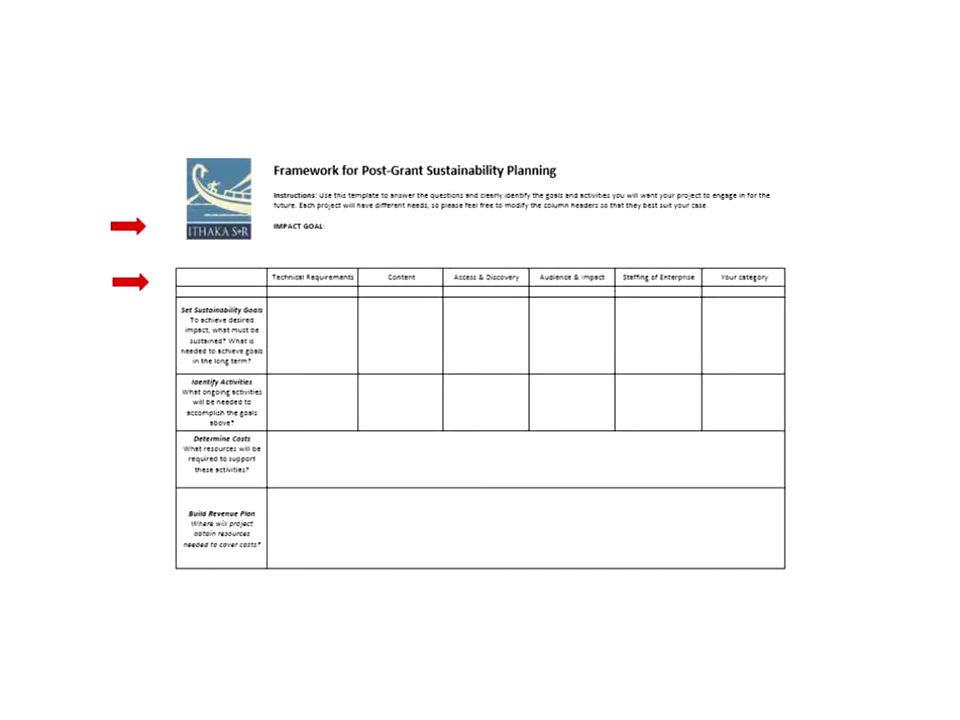 Framework for Post-Grant Sustainability Planning
Instructions: Use this template to answer the questions and clearly identify the goals and activities you will want your project to engage in for the
future. Each project will have different needs, so please feel free to modify the column headers so that they best suit your case.
ITHAKA S+R
IMPACT GOAL:
Technical Requirements
Content
Access & Discovery
Audience & Impact
Staffing of Enterprise
Your category
Set Sustainability Goals
To achieve desired
impact, what must be
sustained? What is
needed to achieve goals
in the long term?
Identify Activities
What ongoing activities
will be needed to
accomplish the goals
above?
Determine Costs
What resources will be
required to support
these activities?
Build Revenue Plan
Where will project
obtain resources
needed to cover costs?